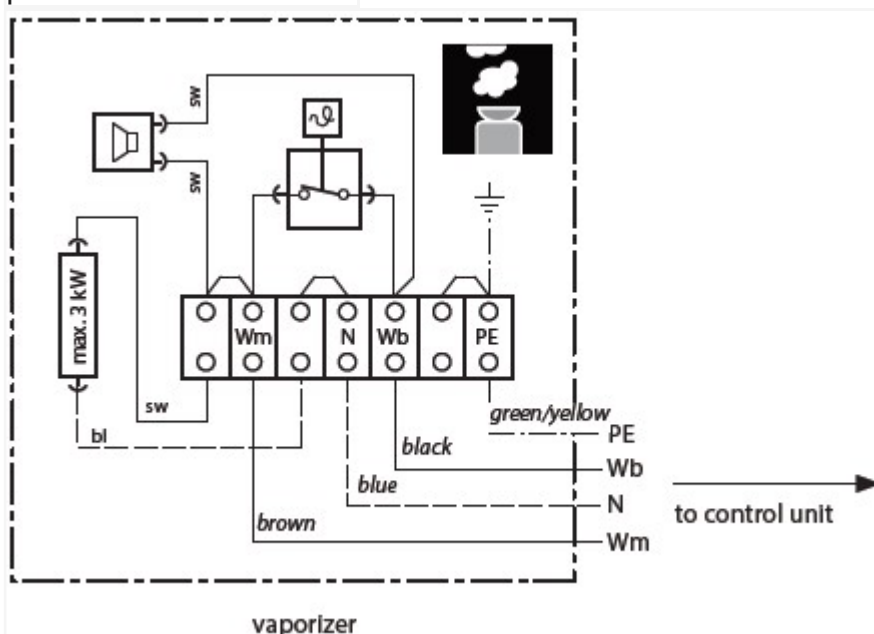 sw
sw
max. 3 kW
Wm
N
Wb
PE
sw
bl
green/yellow
PE
black
Wb
blue
N
to control unit
brown
Wm
vaporizer